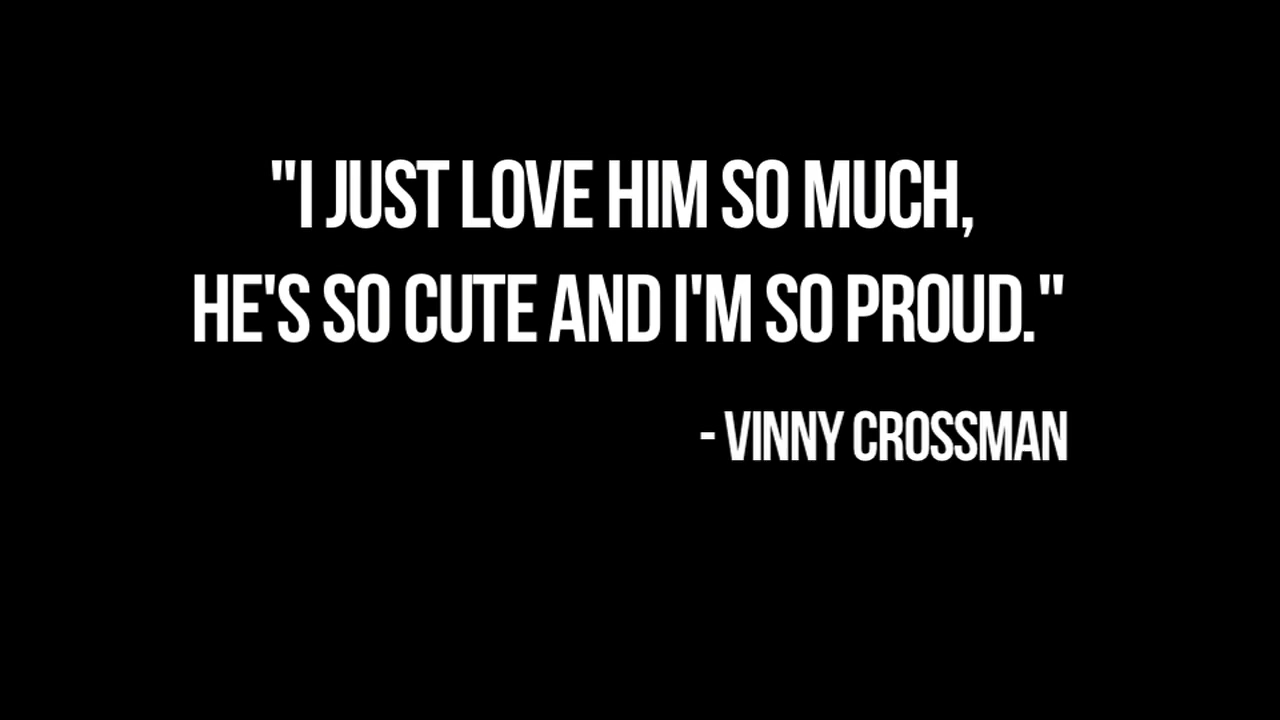 "I JUST LOVE HIM SO MUCH,
HE'S SO CUTE AND I'M SO PROUD."
- VINNY CROSSMAN